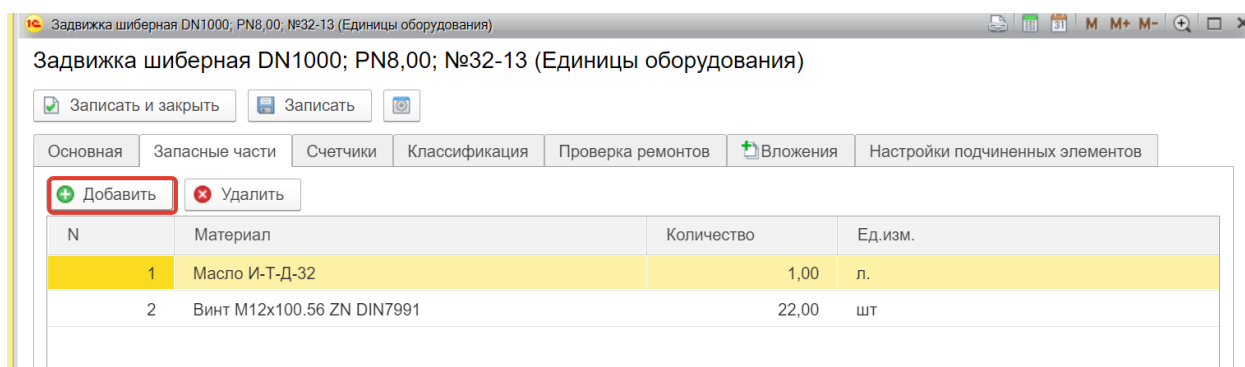 1С Задвижка шиберная DN1000; PN8,00; №32-13 (Единицы оборудования) 31 M M+ M-
Задвижка шиберная DN1000; PN8,00; №32-13 (Единицы оборудования)
Записать и закрыть Записать
Основная Запасные части Счетчики Классификация Проверка ремонтов Вложения Настройки подчиненных элементов
Добавить Удалить
N Материал Количество Ед.изм.
1 Масло И-Т-Д-32 1,00 л.
2 Винт M12x100.56 ZN DIN7991 22,00 шт